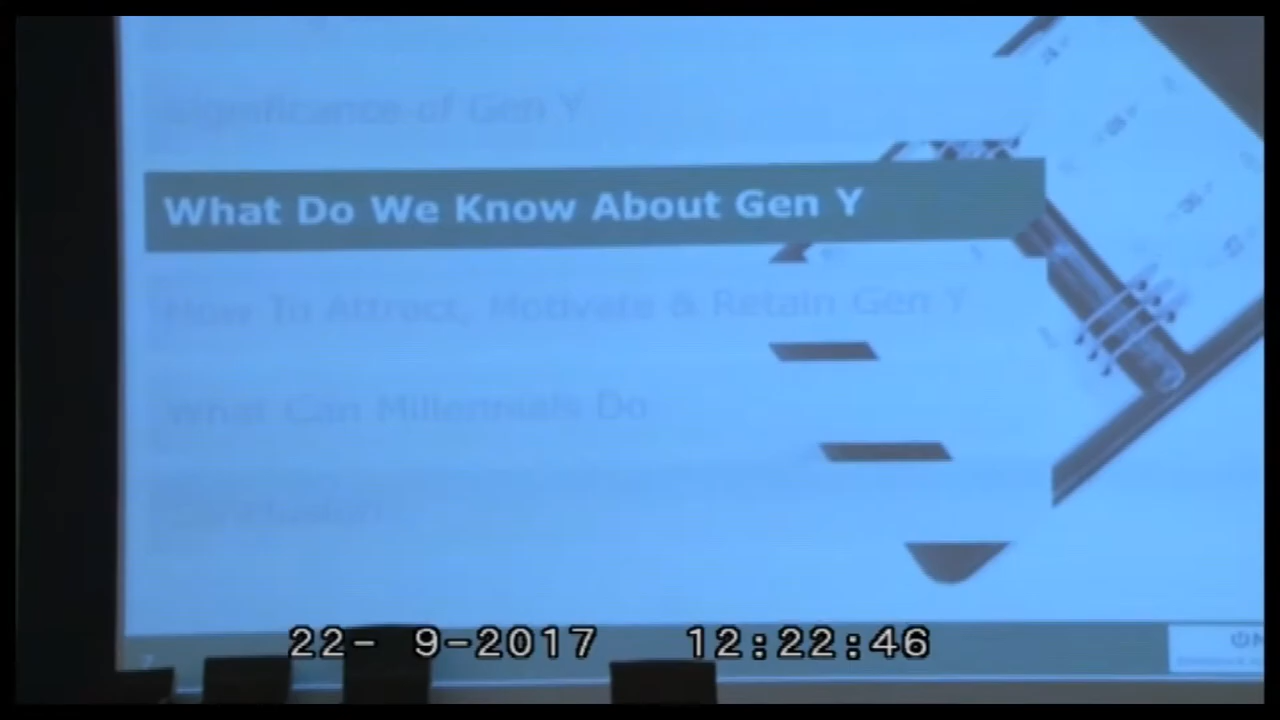 Significance of Gen Y
What Do We Know About Gen Y
How To Attract, Motivate & Retain Gen Y
What Can Millennials Do
Conclusion
22- 9-2017 12:22:46